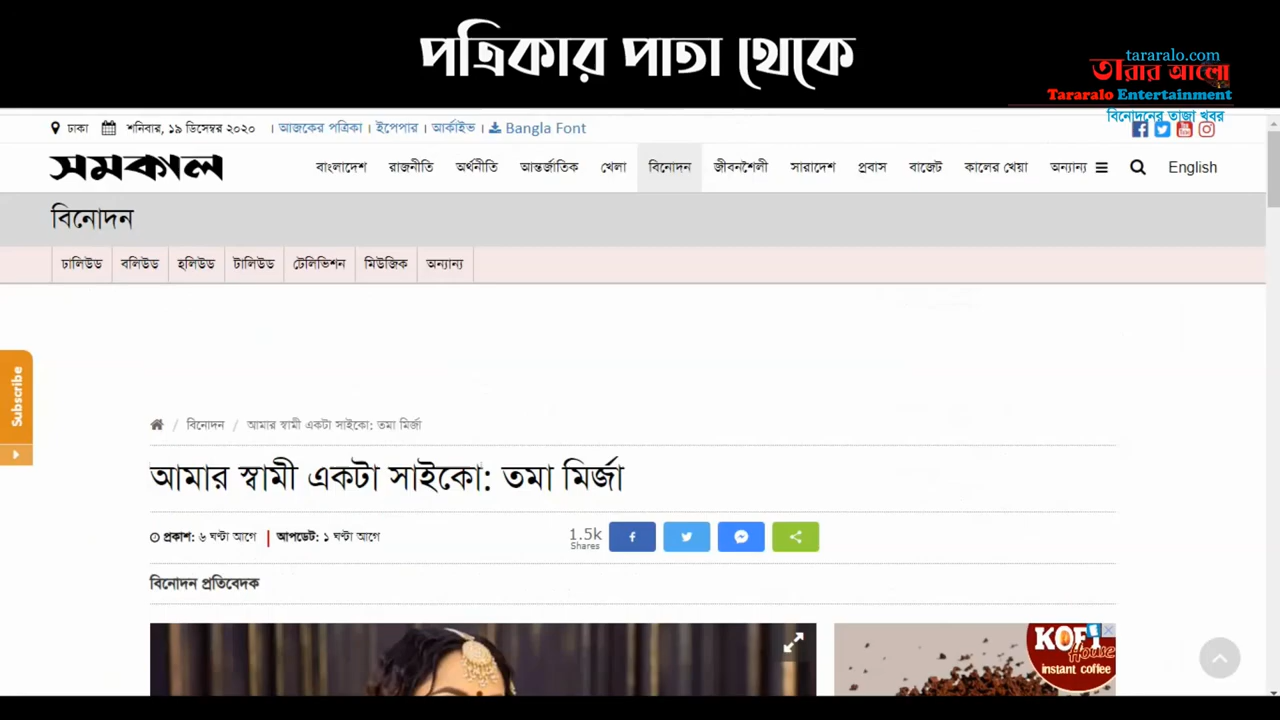 পত্রিকার পাতা থেকে
tararalo.com
তারার আলো
Tararalo Entertainment
বিনোদনের তাজা খবর
ঢাকা শনিবার, ১৯ ডিসেম্বর ২০২০ । আজকের পত্রিকা । ইপেপার । আর্কাইভ । Bangla Font
সমকাল
বাংলাদেশ রাজনীতি অর্থনীতি আন্তর্জাতিক খেলা বিনোদন জীবনশৈলী সারাদেশ প্রবাস বাজেট কালের খেয়া অন্যান্য English
বিনোদন
ঢালিউড বলিউড হলিউড টালিউড টেলিভিশন মিউজিক অন্যান্য
Subscribe
/ বিনোদন / আমার স্বামী একটা সাইকো: তমা মির্জা
আমার স্বামী একটা সাইকো: তমা মির্জা
প্রকাশ: ৬ ঘণ্টা আগে | আপডেট: ১ ঘণ্টা আগে
1.5k
Shares
বিনোদন প্রতিবেদক
KOFI
House
instant coffee